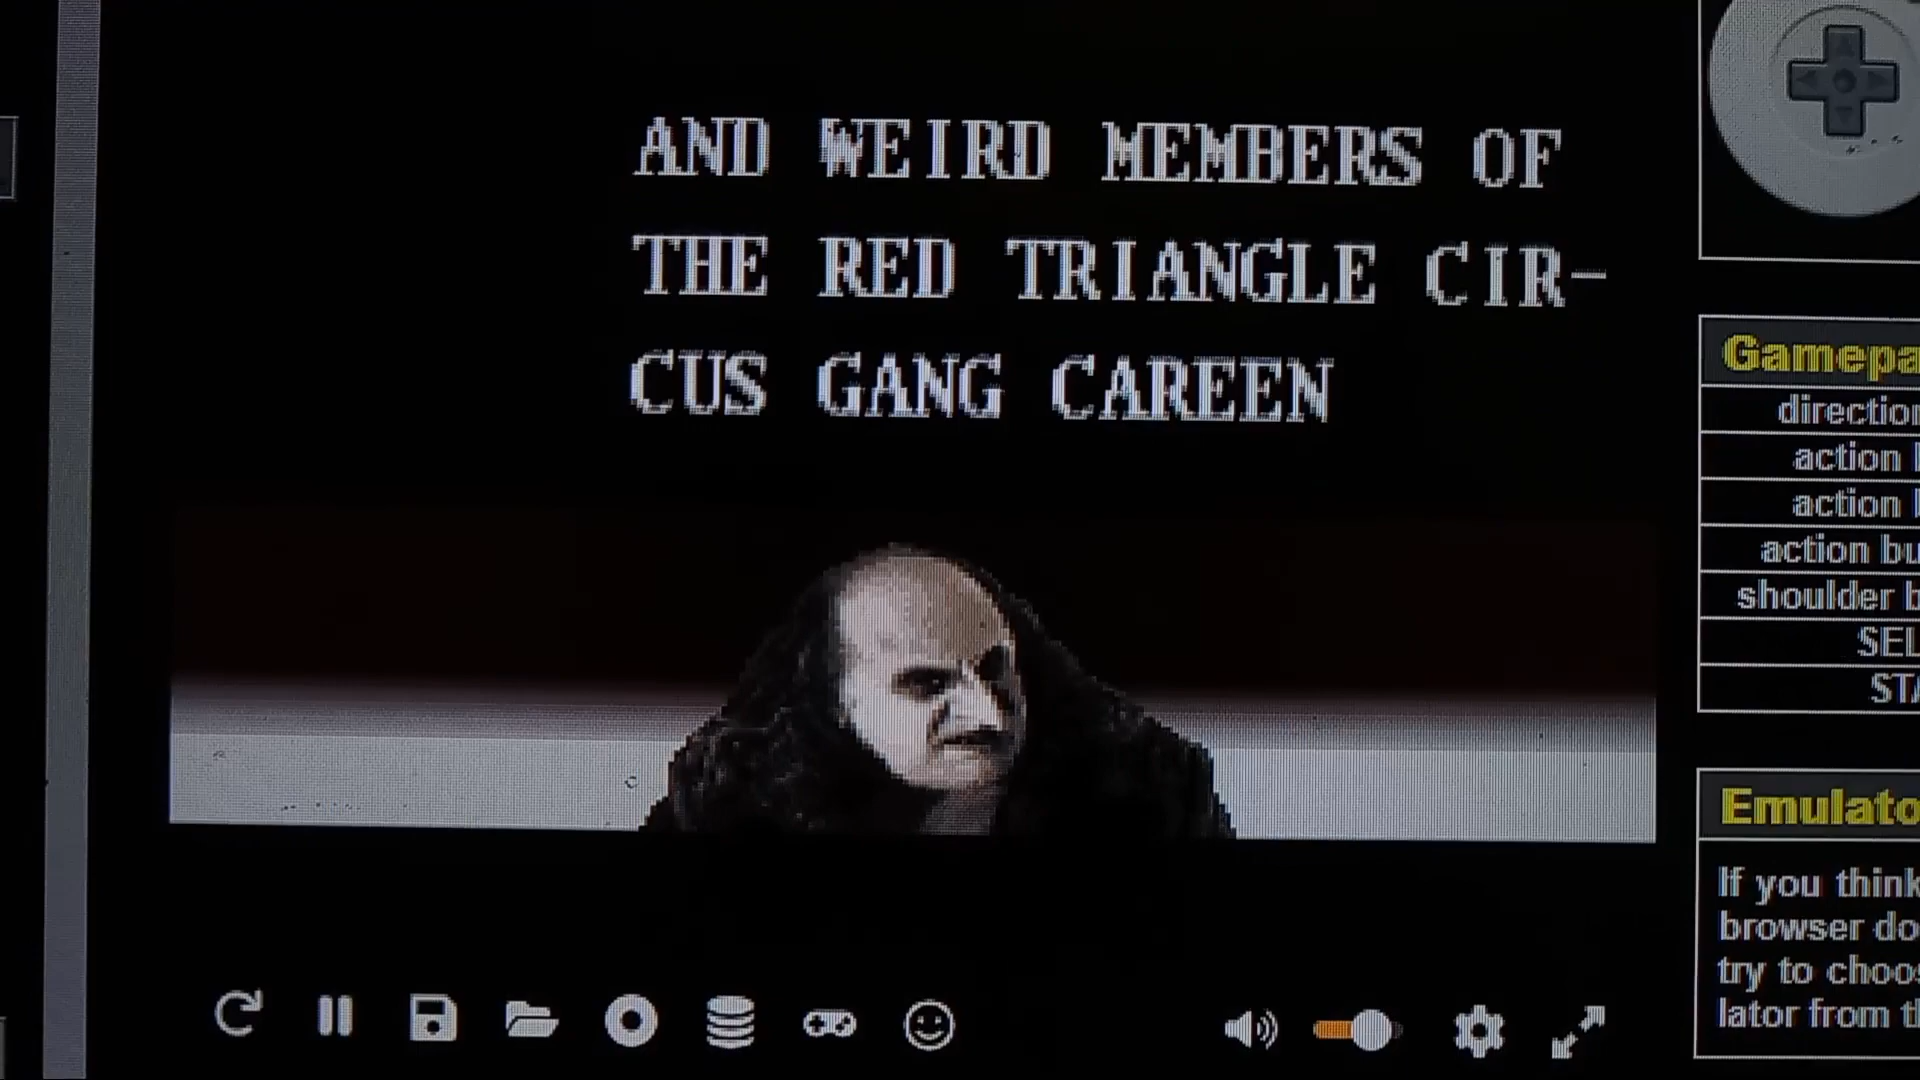 AND WEIRD MEMBERS OF
THE RED TRIANGLE CIR-
CUS GANG CAREEN
Gamepa
direction
action
action
action bu
shoulder b
SEL
STA
Emulato
If you think
browser do
try to choos
lator from th